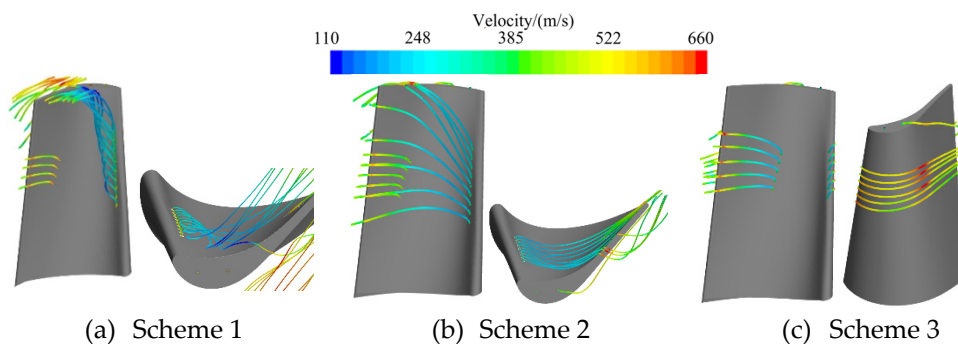 Velocity/(m/s)
110 248 385 522 660
(a) Scheme 1 (b) Scheme 2 (c) Scheme 3